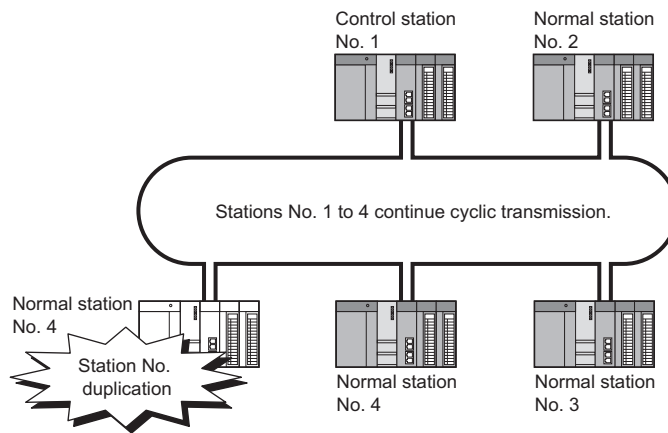 Control station
No. 1
Normal station
No. 2
Stations No. 1 to 4 continue cyclic transmission.
Normal station
No. 4
Station No.
duplication
Normal station
No. 4
Normal station
No. 3